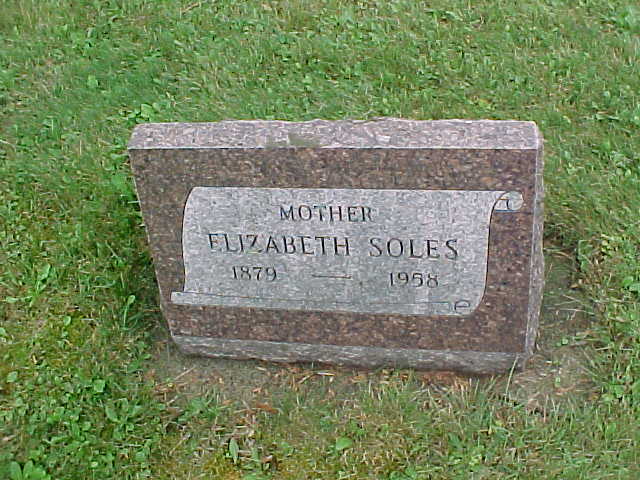 MOTHER
ELIZABETH SOLES
1879 — 1958